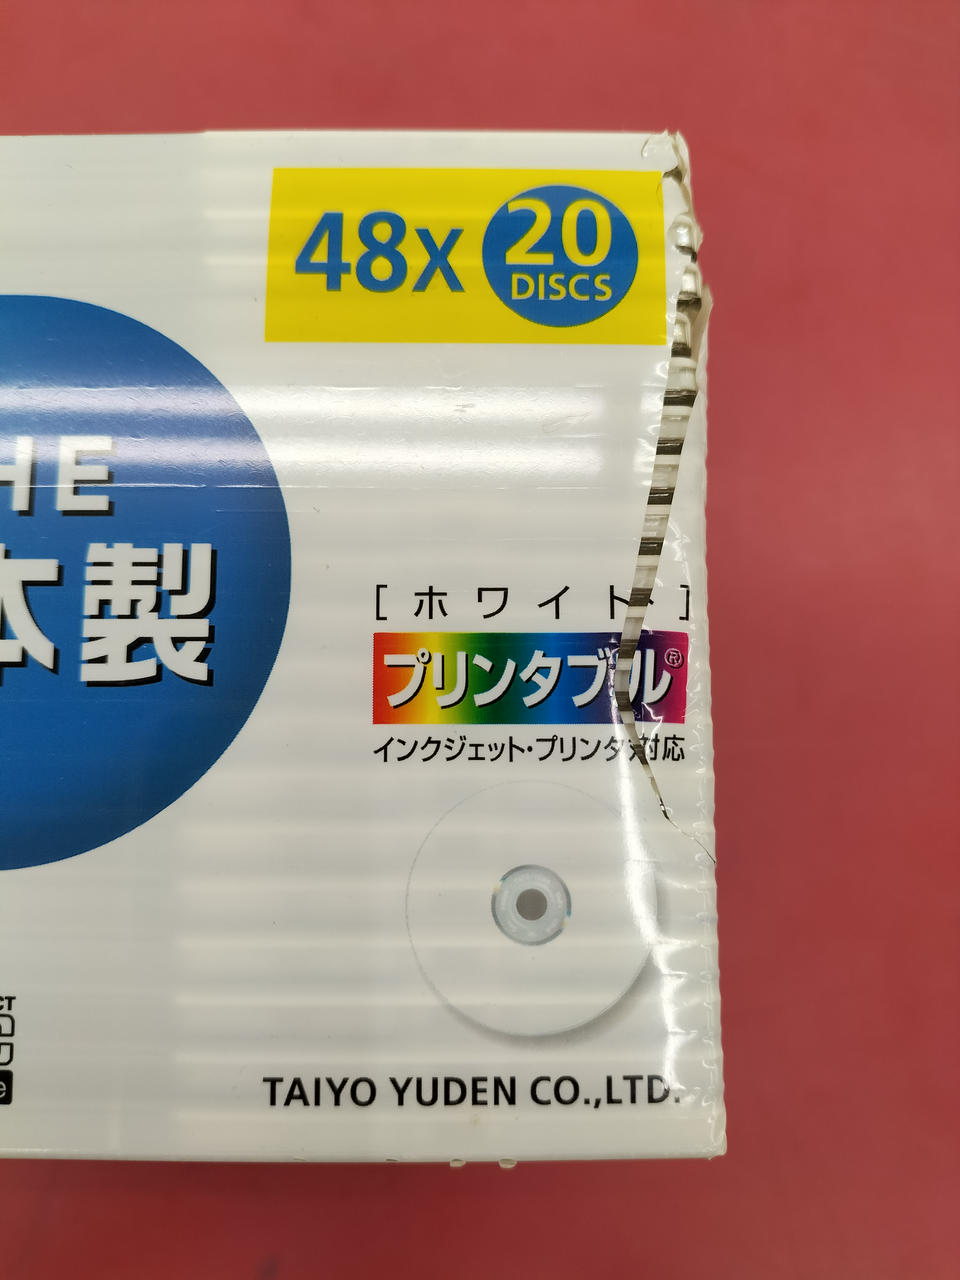 48X 20
DISCS
HE
本製
[ホワイト]
プリンタブル®
インクジェット・プリンタ対応
CT
e
TAIYO YUDEN CO.,LTD.